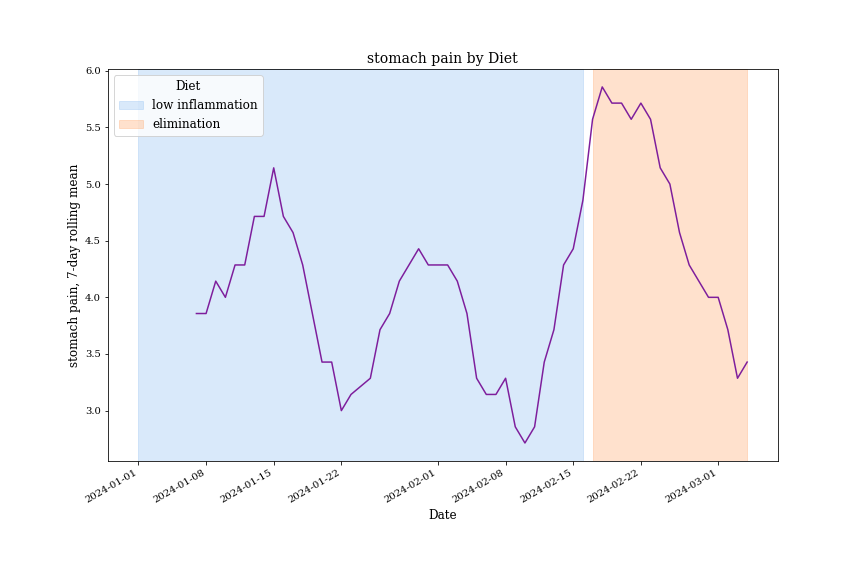 stomach pain by Diet
Diet
low inflammation
elimination
stomach pain, 7-day rolling mean
6.0
5.5
5.0
4.5
4.0
3.5
3.0
2024-01-01
2024-01-08
2024-01-15
2024-01-22
2024-02-01
2024-02-08
2024-02-15
2024-02-22
2024-03-01
Date